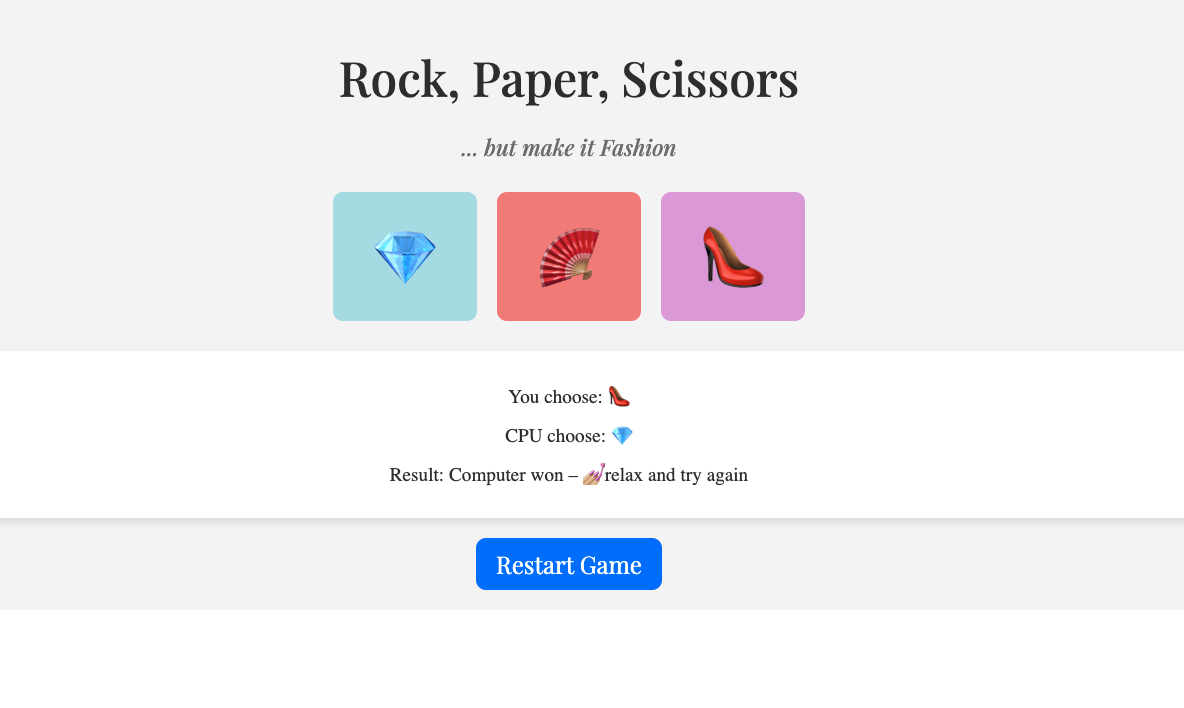 Rock, Paper, Scissors
... but make it Fashion
You choose: 👠
CPU choose: 💎
Result: Computer won – 💅🏼relax and try again
Restart Game